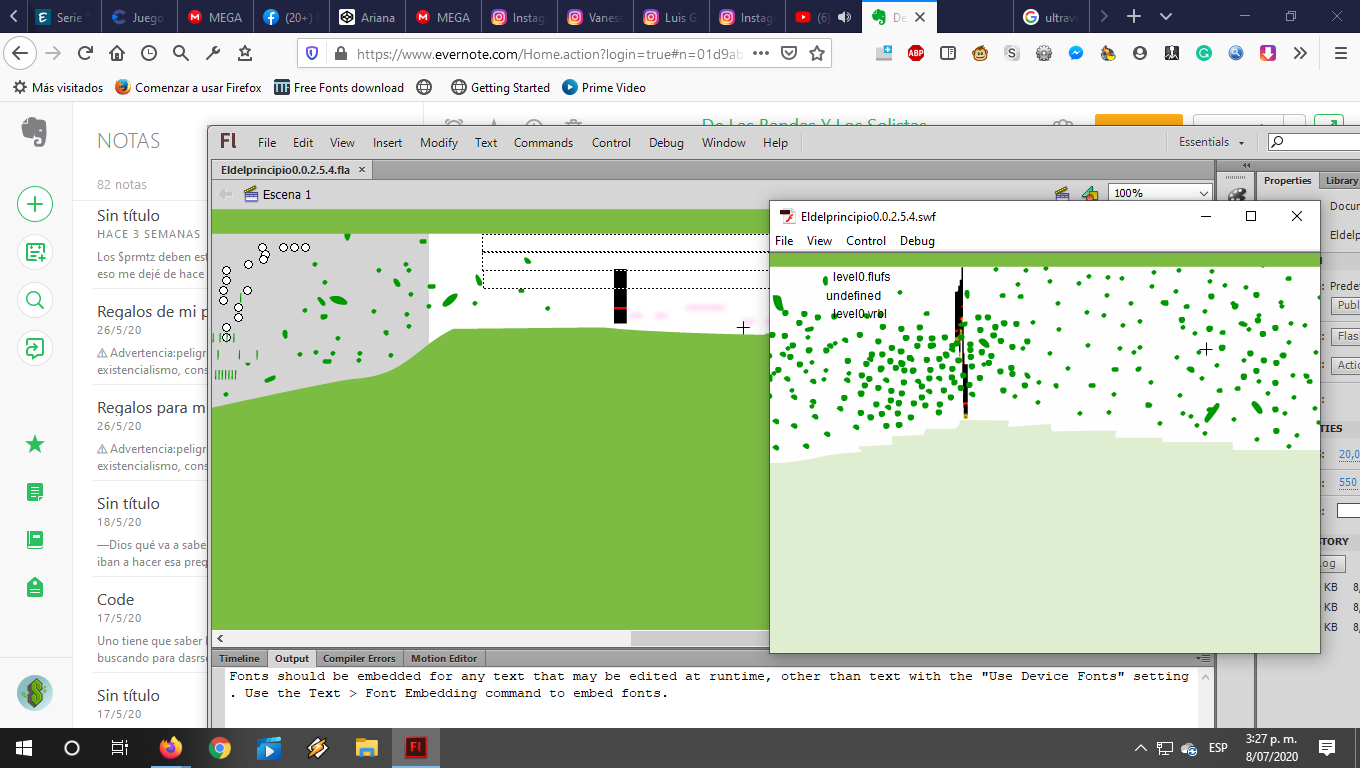 Serie "
Juego
MEGA
(20+)
Ariana
MEGA
Instag
Vaness
Luis G
Instag
(6)
De
ultravi
https://www.evernote.com/Home.action?login=true#n=01d9ab
ABP
Más visitados
Comenzar a usar Firefox
Free Fonts download
Getting Started
Prime Video
NOTAS
82 notas
Sin título
HACE 3 SEMANAS
Los $prmtz deben est
eso me dejé de hace
Regalos de mi p
26/5/20
⚠ Advertencia:peligr
existencialismo, cons
Regalos para m
26/5/20
⚠ Advertencia:peligr
existencialismo, cons
Sin título
18/5/20
—Dios qué va a sabe
iban a hacer esa preq
Code
17/5/20
Uno tiene que saber l
buscando para dasrse
Sin título
17/5/20
De Las Bandas Y Los Solistas
Fl File Edit View Insert Modify Text Commands Control Debug Window Help
Essentials
Eldelprincipio0.0.2.5.4.fla
Escena 1
100%
Properties
Library
Docum
Eldelp
Predet
Publ
Flas
Actio
TIES
20,0
550
TORY
Log
KB 8/
KB 8/
KB 8/
Eldelprincipio0.0.2.5.4.swf
File View Control Debug
level0.flufs
undefined
level0.vrbl
Timeline
Output
Compiler Errors
Motion Editor
Fonts should be embedded for any text that may be edited at runtime, other than text with the "Use Device Fonts" setting
. Use the Text > Font Embedding command to embed fonts.
Fl
ESP
3:27 p. m.
8/07/2020